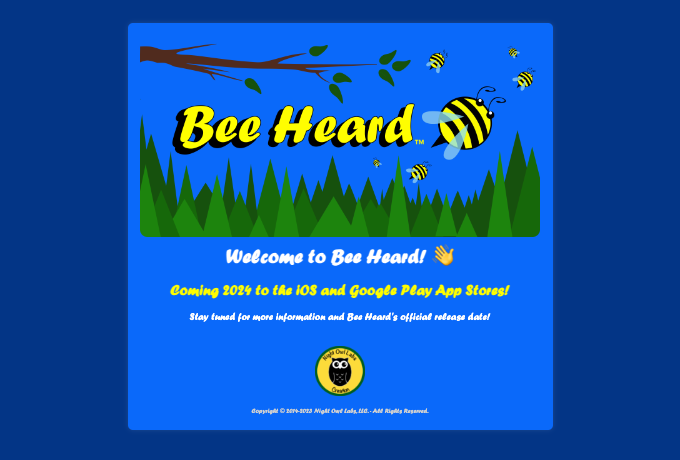 Bee Heard™
Welcome to Bee Heard! 👋
Coming 2024 to the iOS and Google Play App Stores!
Stay tuned for more information and Bee Heard's official release date!
Night Owl Labs
Creation
Copyright © 2014-2023 Night Owl Labs, LLC. - All Rights Reserved.